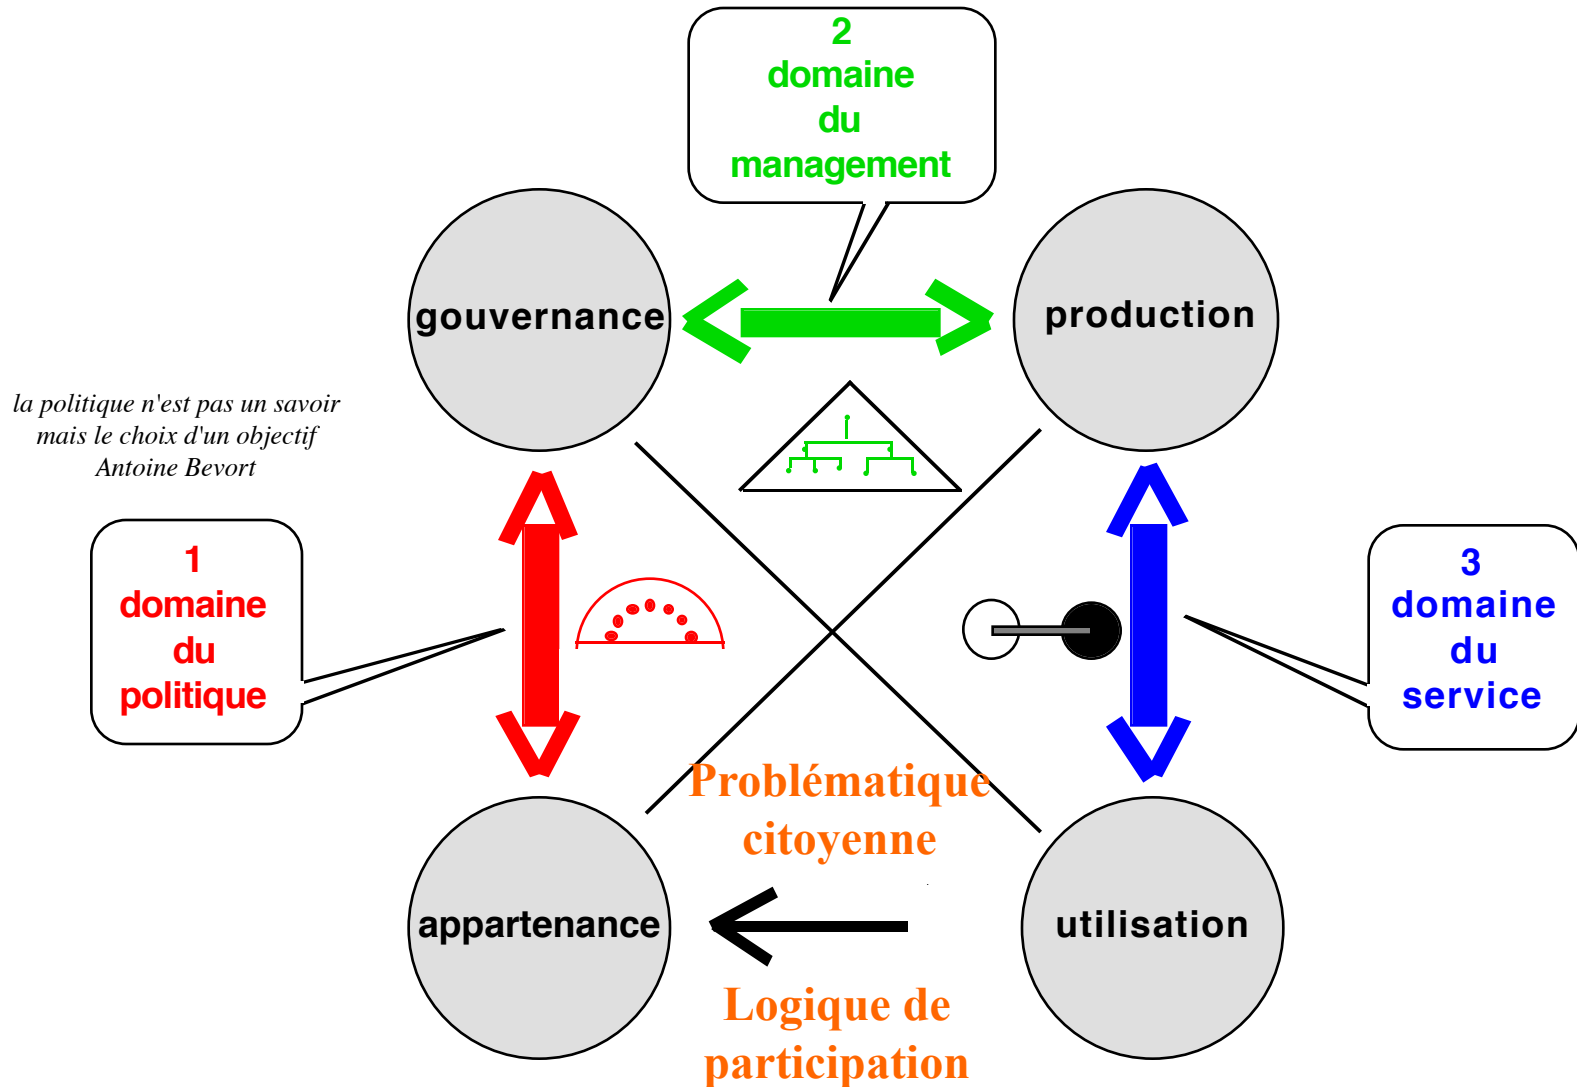 2
domaine
du
management
gouvernance
production
la politique n'est pas un savoir
mais le choix d'un objectif
Antoine Bevort
1
domaine
du
politique
3
domaine
du
service
Problématique
citoyenne
appartenance
utilisation
Logique de
participation